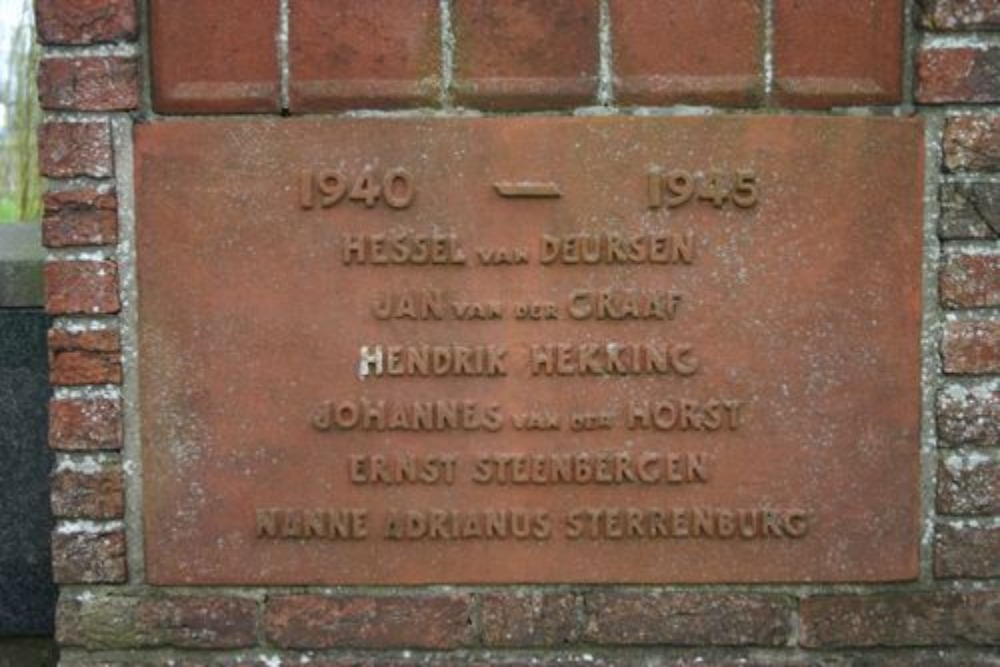 1940 — 1945
HESSEL VAN DEURSEN
JAN VAN DER GRAAF
HENDRIK HEKKING
JOHANNES VAN DER HORST
ERNST STEENBERGEN
NANNE ADRIANUS STERRENBURG